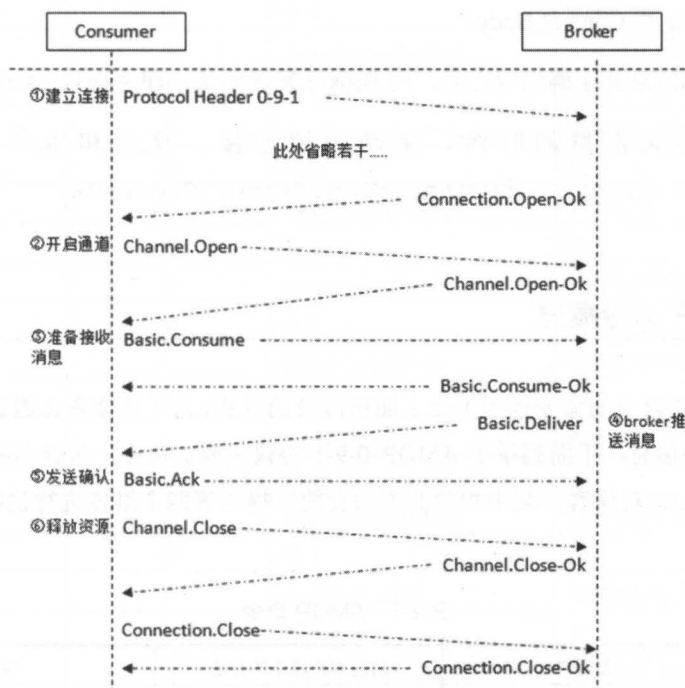 Consumer
Broker
①建立连接
Protocol Header 0-9-1
此处省略若干.....
Connection.Open-Ok
②开启通道
Channel.Open
Channel.Open-Ok
③准备接收
消息
Basic.Consume
Basic.Consume-Ok
Basic.Deliver
④broker推
送消息
⑤发送确认
Basic.Ack
⑥释放资源
Channel.Close
Channel.Close-Ok
Connection.Close
Connection.Close-Ok